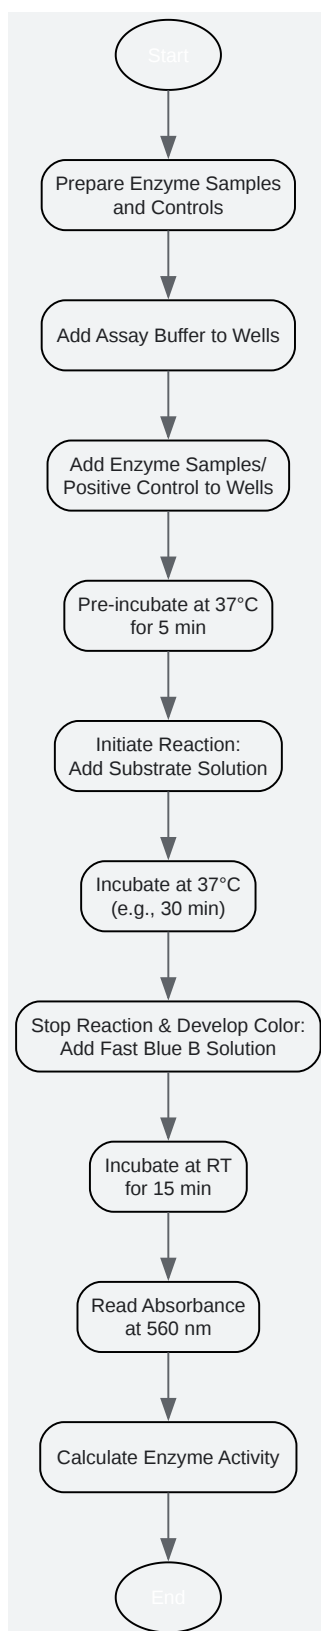 Start
Prepare Enzyme Samples
and Controls
Add Assay Buffer to Wells
Add Enzyme Samples/
Positive Control to Wells
Pre-incubate at 37°C
for 5 min
Initiate Reaction:
Add Substrate Solution
Incubate at 37°C
(e.g., 30 min)
Stop Reaction & Develop Color:
Add Fast Blue B Solution
Incubate at RT
for 15 min
Read Absorbance
at 560 nm
Calculate Enzyme Activity
End